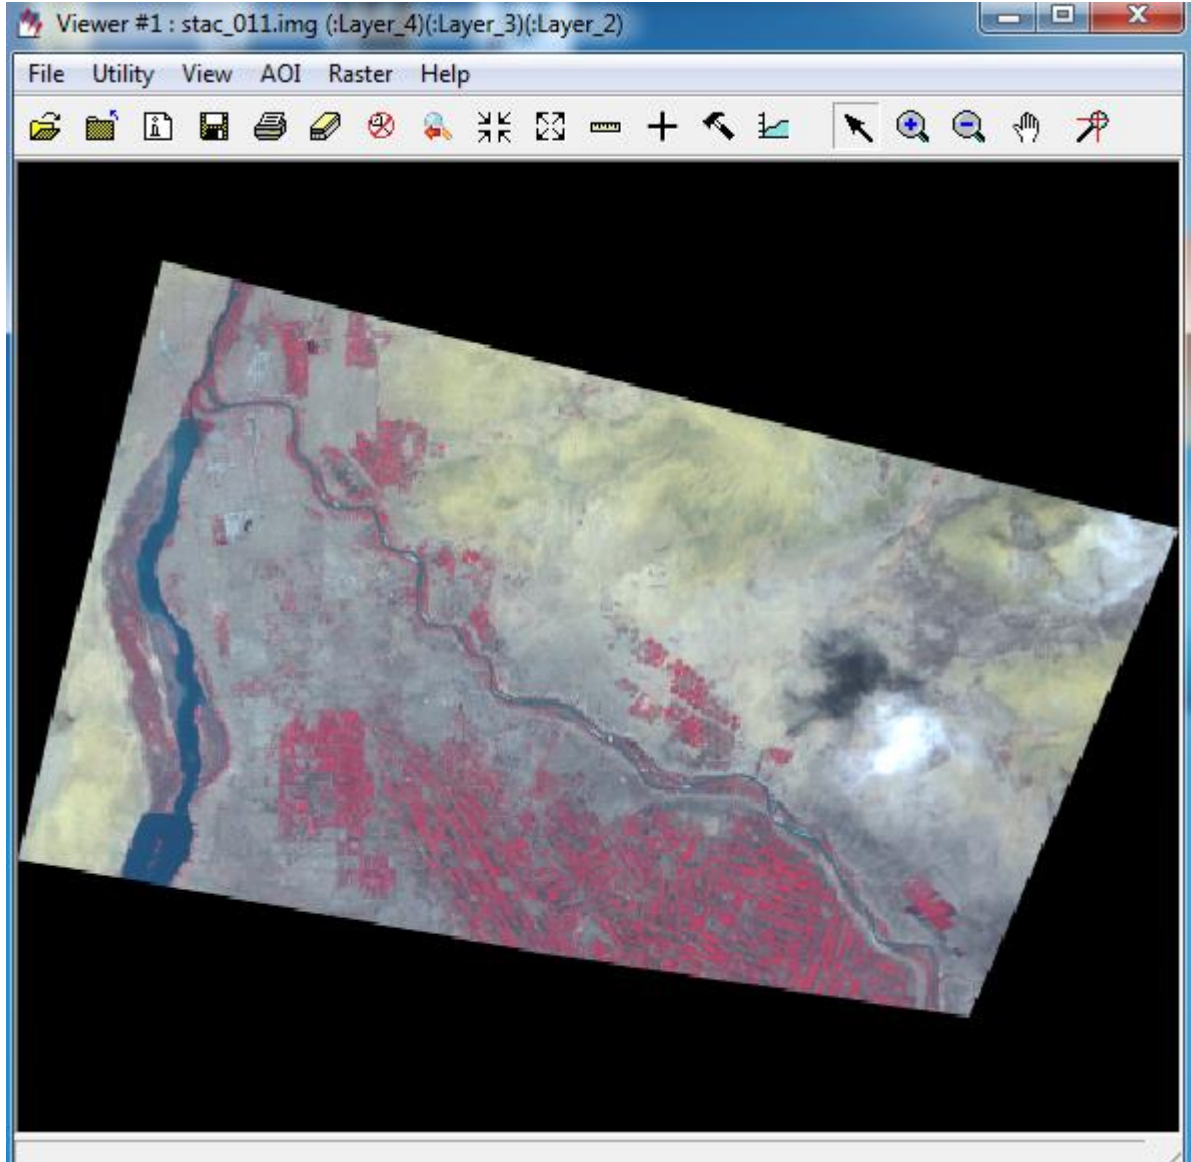 Viewer #1 : stac_011.img (:Layer_4)(:Layer_3)(:Layer_2)
File Utility View AOI Raster Help